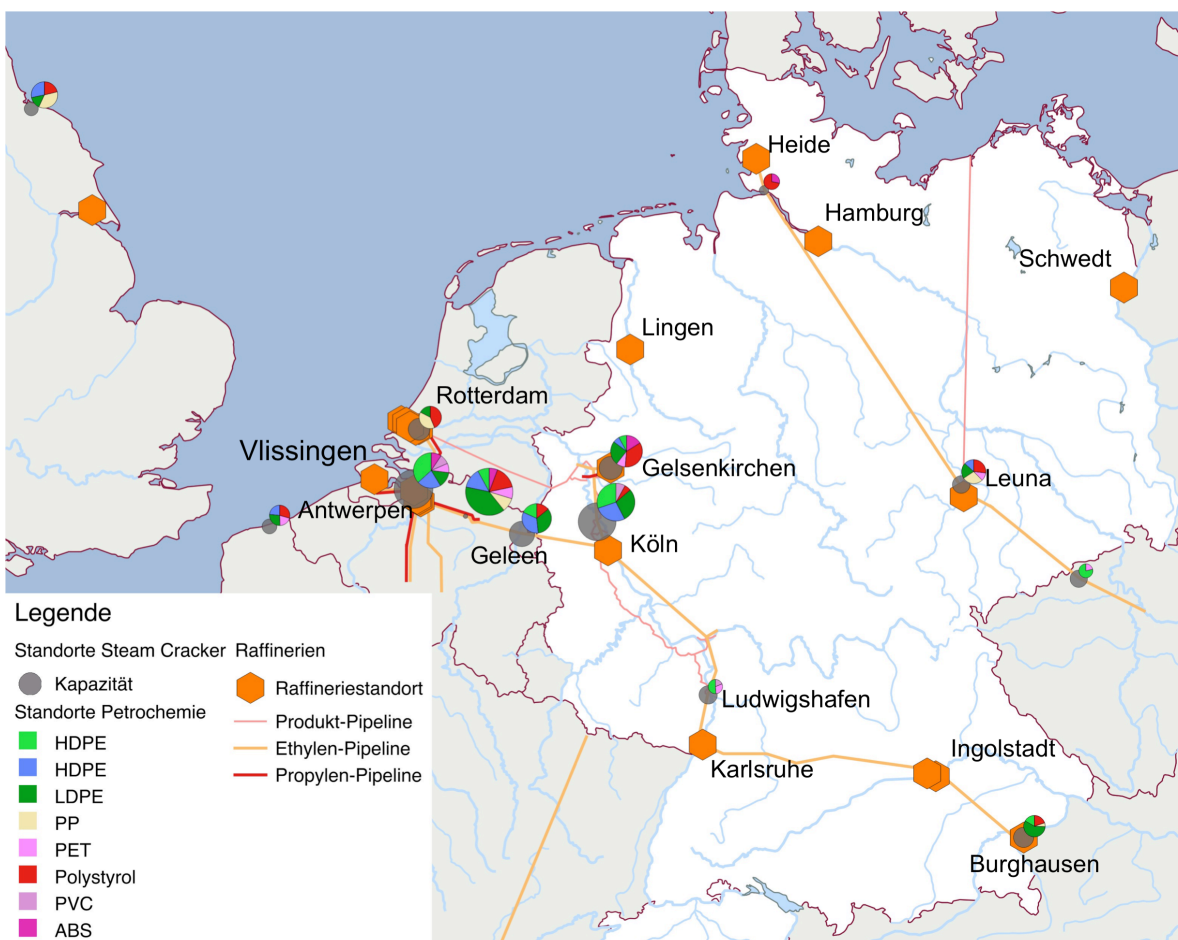 Heide
Hamburg
Schwedt
Lingen
Rotterdam
Vlissingen
Gelsenkirchen
Leuna
Antwerpen
Köln
Geleen
Legende
Standorte Steam Cracker Raffinerien
Kapazität
Raffineriestandort
Standorte Petrochemie
Produkt-Pipeline
HDPE
Ethylen-Pipeline
HDPE
Propylen-Pipeline
LDPE
PP
PET
Polystyrol
PVC
ABS
Ludwigshafen
Ingolstadt
Karlsruhe
Burghausen